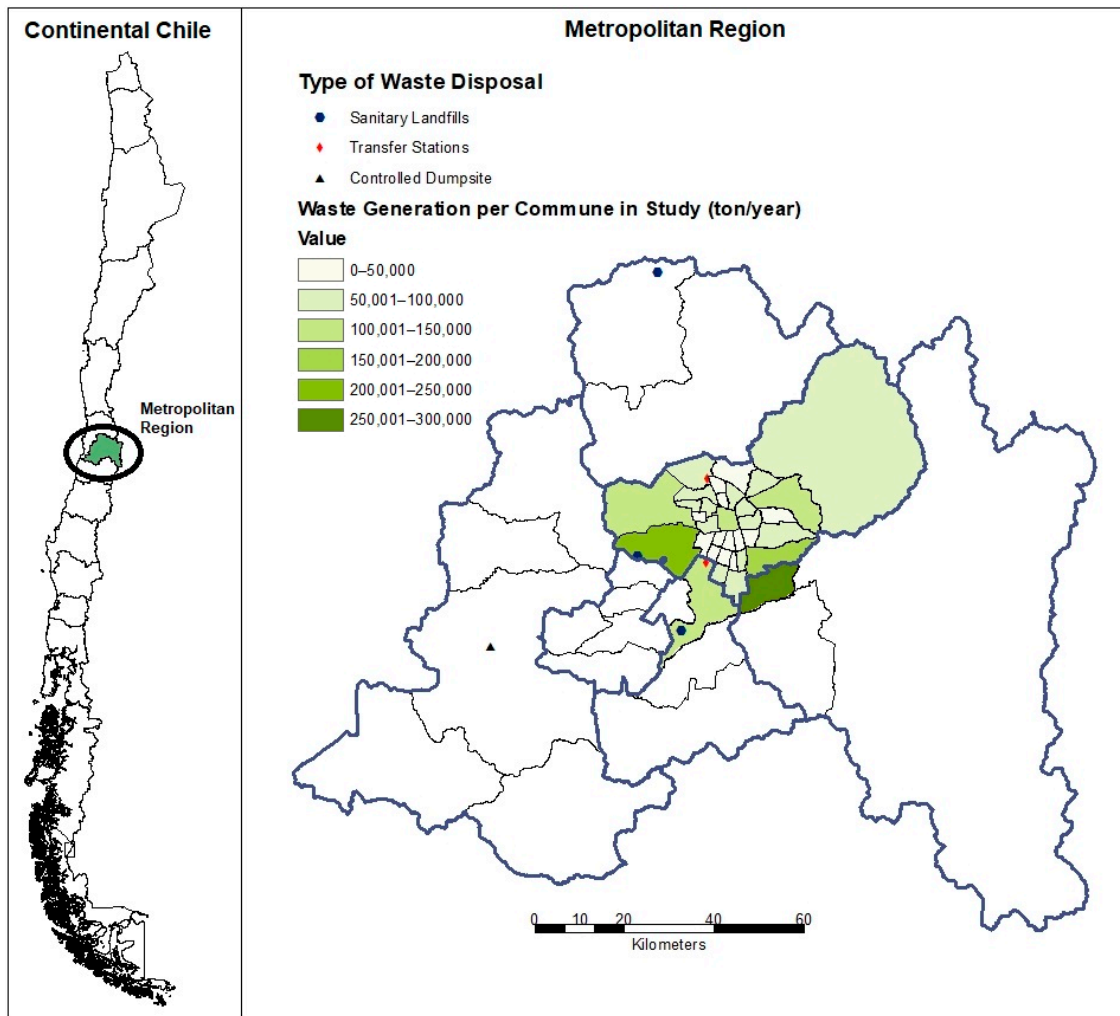 Continental Chile
Metropolitan
Region
Metropolitan Region
Type of Waste Disposal
Sanitary Landfills
Transfer Stations
Controlled Dumpsite
Waste Generation per Commune in Study (ton/year)
Value
0–50,000
50,001–100,000
100,001–150,000
150,001–200,000
200,001–250,000
250,001–300,000
0 10 20 40 60
Kilometers